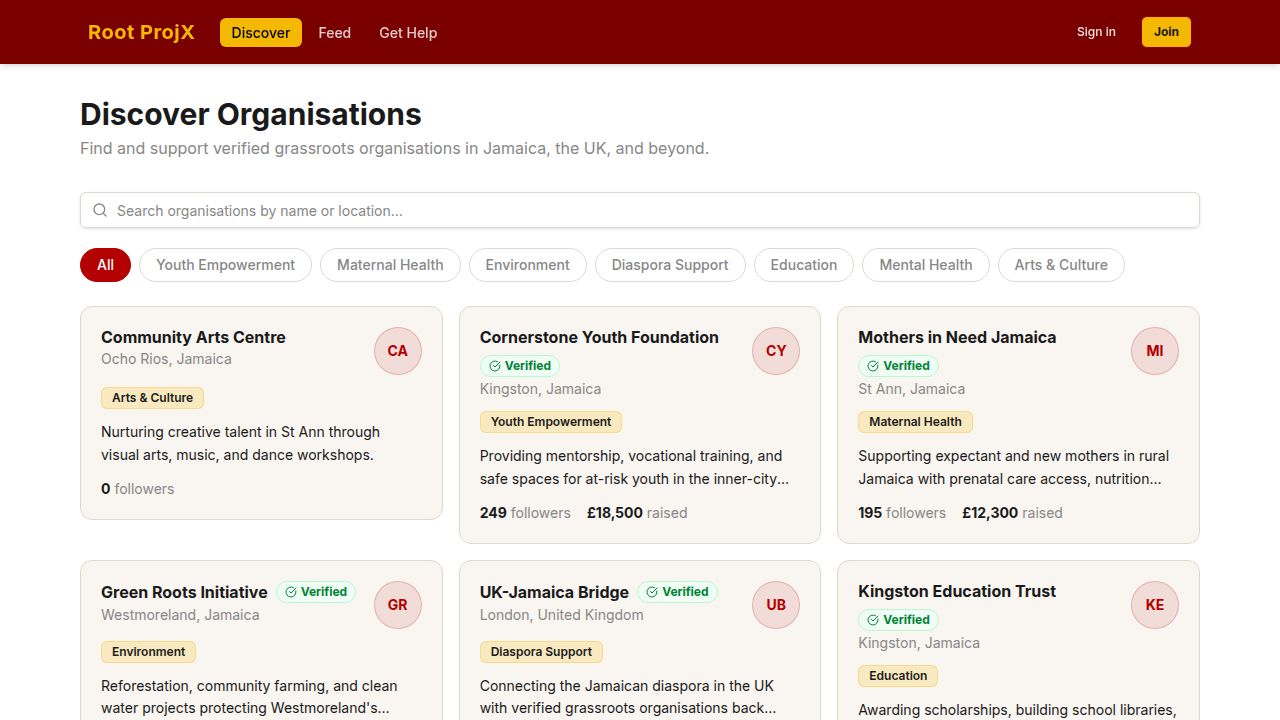 Root ProjX
Discover Feed Get Help
Sign in Join
Discover Organisations
Find and support verified grassroots organisations in Jamaica, the UK, and beyond.
Search organisations by name or location...
All Youth Empowerment Maternal Health Environment Diaspora Support Education Mental Health Arts & Culture
Community Arts Centre
CA
Ocho Rios, Jamaica
Arts & Culture
Nurturing creative talent in St Ann through
visual arts, music, and dance workshops.
0 followers
Cornerstone Youth Foundation
CY
Verified
Kingston, Jamaica
Youth Empowerment
Providing mentorship, vocational training, and
safe spaces for at-risk youth in the inner-city...
249 followers £18,500 raised
Mothers in Need Jamaica
MI
Verified
St Ann, Jamaica
Maternal Health
Supporting expectant and new mothers in rural
Jamaica with prenatal care access, nutrition...
195 followers £12,300 raised
Green Roots Initiative Verified
GR
Westmoreland, Jamaica
Environment
Reforestation, community farming, and clean
water projects protecting Westmoreland's...
UK-Jamaica Bridge Verified
UB
London, United Kingdom
Diaspora Support
Connecting the Jamaican diaspora in the UK
with verified grassroots organisations back...
Kingston Education Trust
KE
Verified
Kingston, Jamaica
Education
Awarding scholarships, building school libraries,